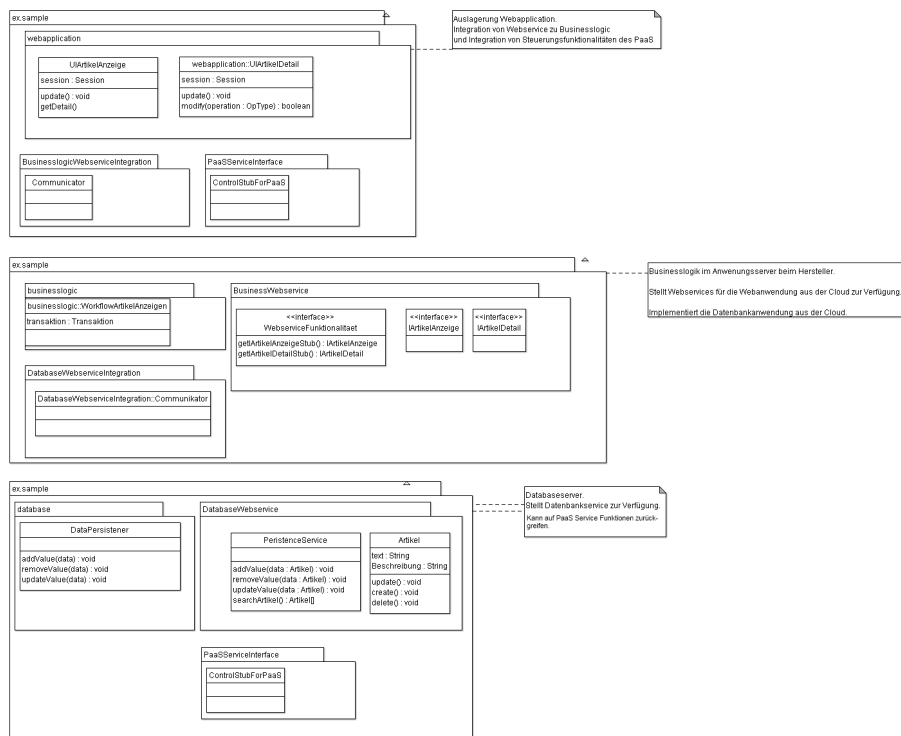 ex.sample
Auslagerung Webapplication.
Integration von Webservice zu Businesslogic
und Integration von Steuerungsfunktionalitäten des PaaS
webapplication
UIArtikelAnzeige
session : Session
update() : void
getDetail()
webapplication::UIArtikelDetail
session : Session
update() : void
modify(operation : OpType) : boolean
BusinesslogicWebserviceIntegration
Communicator
PaaSServiceInterface
ControlStubForPaaS
ex.sample
Businesslogik im Anwenungsserver beim Hersteller.
Stellt Webservices für die Webanwendung aus der Cloud zur Verfügung.
Implementiert die Datenbankanwendung aus der Cloud.
businesslogic
businesslogic::WorkflowArtikelAnzeigen
transaktion : Transaktion
BusinessWebservice
<<interface>>
WebserviceFunktionalitaet
getIArtikelAnzeigeStub() : IArtikelAnzeige
getIArtikelDetailStub() : IArtikelDetail
<<interface>>
IArtikelAnzeige
<<interface>>
IArtikelDetail
DatabaseWebserviceIntegration
DatabaseWebserviceIntegration::Communikator
ex.sample
Databaseserver.
Stellt Datenbankservice zur Verfügung.
Kann auf PaaS Service Funktionen zurück-
greifen.
database
DataPersistener
addValue(data) : void
removeValue(data) : void
updateValue(data) : void
DatabaseWebservice
PeristenceService
addValue(data : Artikel) : void
removeValue(data : Artikel) : void
updateValue(data : Artikel) : void
searchArtikel() : Artikel[]
Artikel
text : String
Beschreibung : String
update() : void
create() : void
delete() : void
PaaSServiceInterface
ControlStubForPaaS